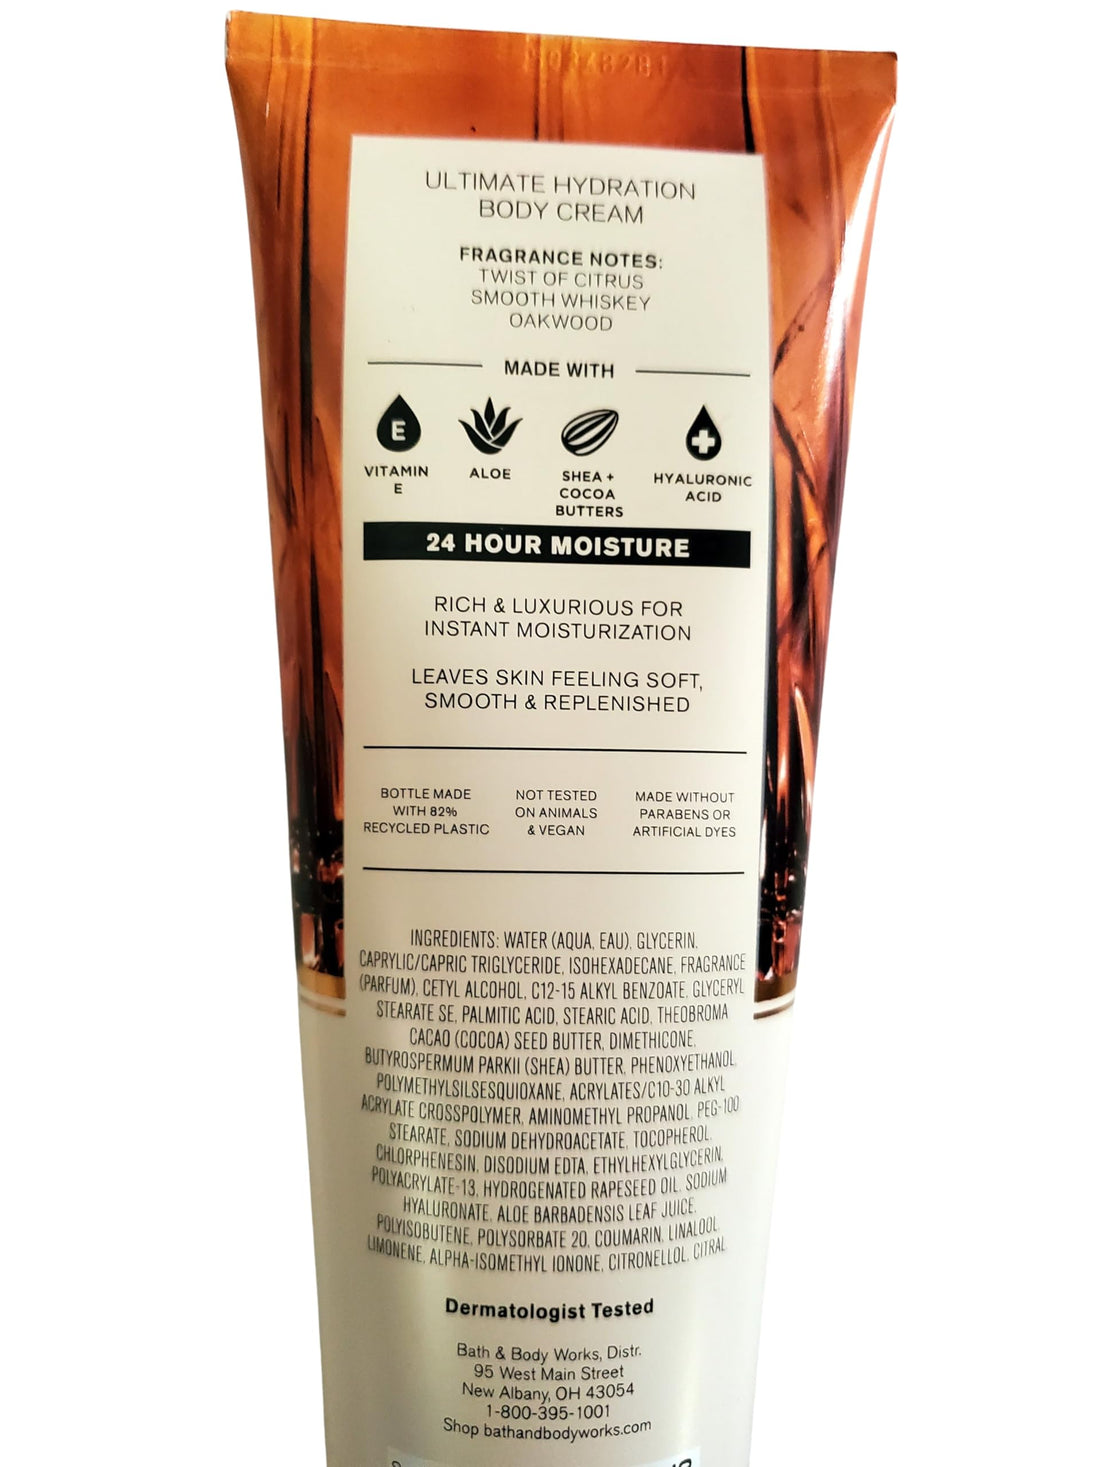 ULTIMATE HYDRATION
BODY CREAM
FRAGRANCE NOTES:
TWIST OF CITRUS
SMOOTH WHISKEY
OAKWOOD
MADE WITH
E
VITAMIN
E
ALOE
SHEA +
COCOA
BUTTERS
HYALURONIC
ACID
24 HOUR MOISTURE
RICH & LUXURIOUS FOR
INSTANT MOISTURIZATION
LEAVES SKIN FEELING SOFT,
SMOOTH & REPLENISHED
BOTTLE MADE
WITH 82%
RECYCLED PLASTIC
NOT TESTED
ON ANIMALS
& VEGAN
MADE WITHOUT
PARABENS OR
ARTIFICIAL DYES
INGREDIENTS: WATER (AQUA, EAU), GLYCERIN,
CAPRYLIC/CAPRIC TRIGLYCERIDE, ISOHEXADECANE, FRAGRANCE
(PARFUM), CETYL ALCOHOL, C12-15 ALKYL BENZOATE, GLYCERYL
STEARATE SE, PALMITIC ACID, STEARIC ACID, THEOBROMA
CACAO (COCOA) SEED BUTTER, DIMETHICONE,
BUTYROSPERMUM PARKII (SHEA) BUTTER, PHENOXYETHANOL,
POLYMETHYLSILSESQUIOXANE, ACRYLATES/C10-30 ALKYL
ACRYLATE CROSSPOLYMER, AMINOMETHYL PROPANOL, PEG-100
STEARATE, SODIUM DEHYDROACETATE, TOCOPHEROL,
CHLORPHENESIN, DISODIUM EDTA, ETHYLHEXYLGLYCERIN,
POLYACRYLATE-13, HYDROGENATED RAPESEED OIL, SODIUM
HYALURONATE, ALOE BARBADENSIS LEAF JUICE,
POLYISOBUTENE, POLYSORBATE 20, COUMARIN, LINALOOL,
LIMONENE, ALPHA-ISOMETHYL IONONE, CITRONELLOL, CITRAL
Dermatologist Tested
Bath & Body Works, Distr.
95 West Main Street
New Albany, OH 43054
1-800-395-1001
Shop bathandbodyworks.com